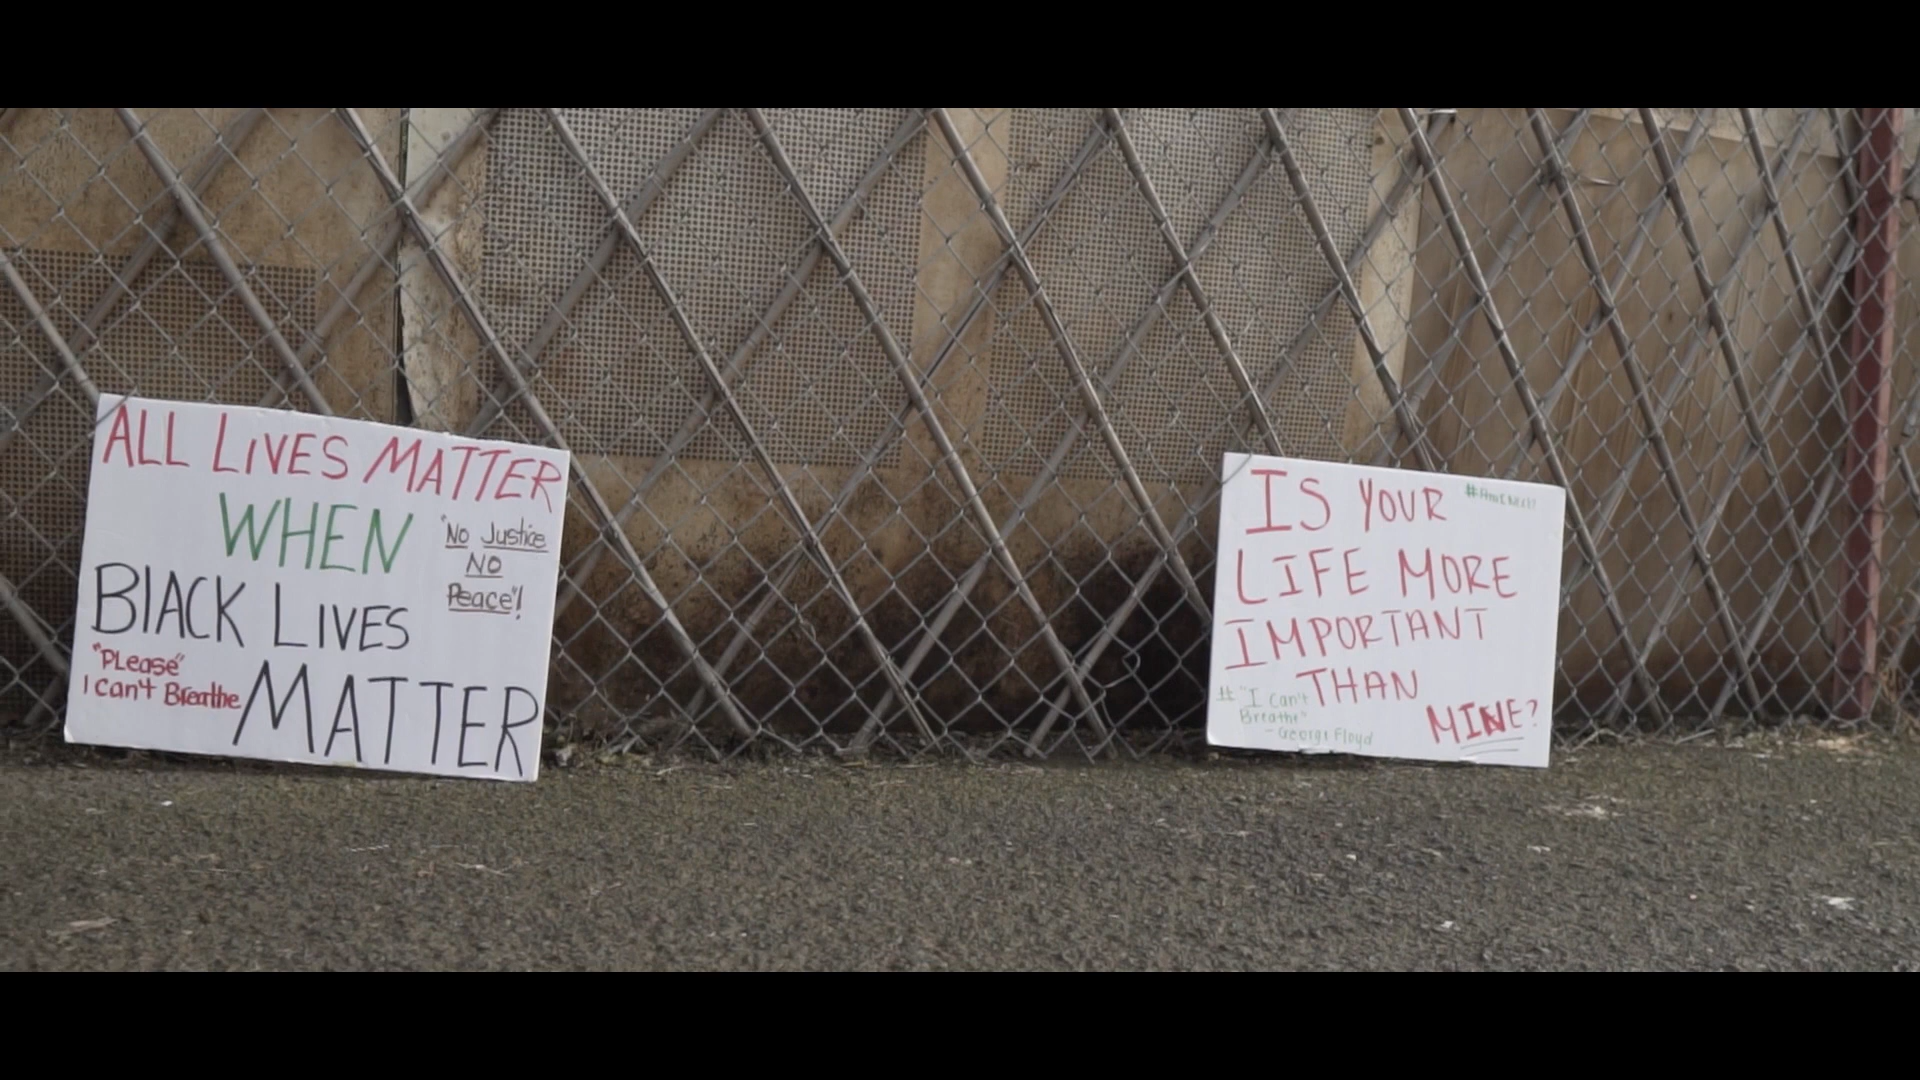 ALL LIVES MATTER
WHEN
"No Justice
NO
Peace"!
BlACK LIVES
"PLease"
I can't Breathe
MATTER
IS YOUR
#AmINext?
LIFE MORE
IMPORTANT
THAN
# "I Can't
Breathe"
- George Floyd
MINE?